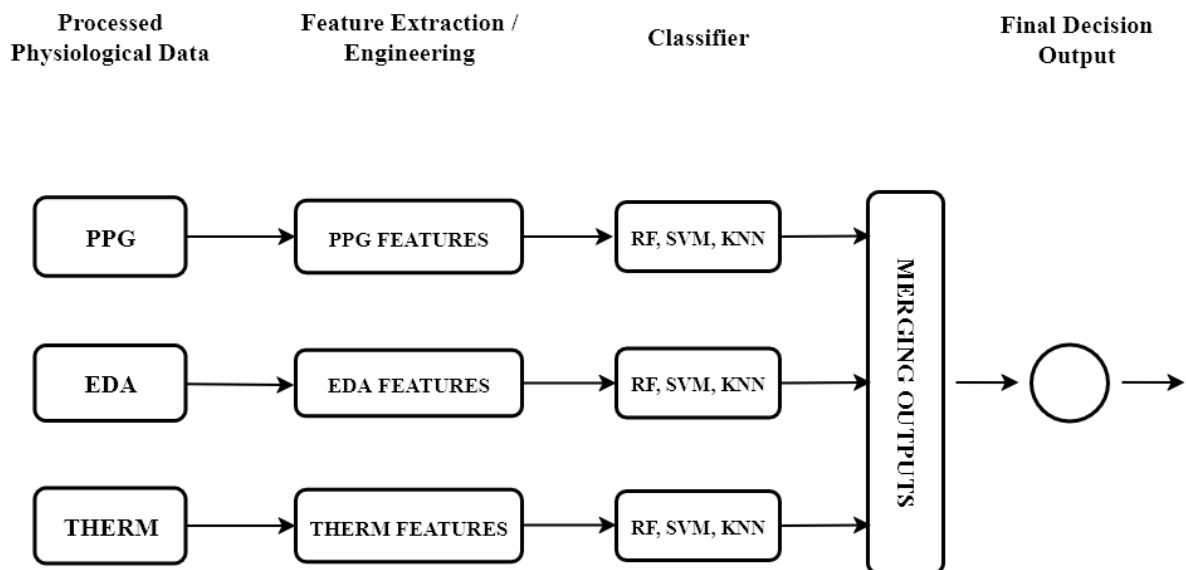 Processed
Physiological Data
Feature Extraction /
Engineering
Classifier
Final Decision
Output
PPG
PPG FEATURES
RF, SVM, KNN
EDA
EDA FEATURES
RF, SVM, KNN
THERM
THERM FEATURES
RF, SVM, KNN
MERGING OUTPUTS